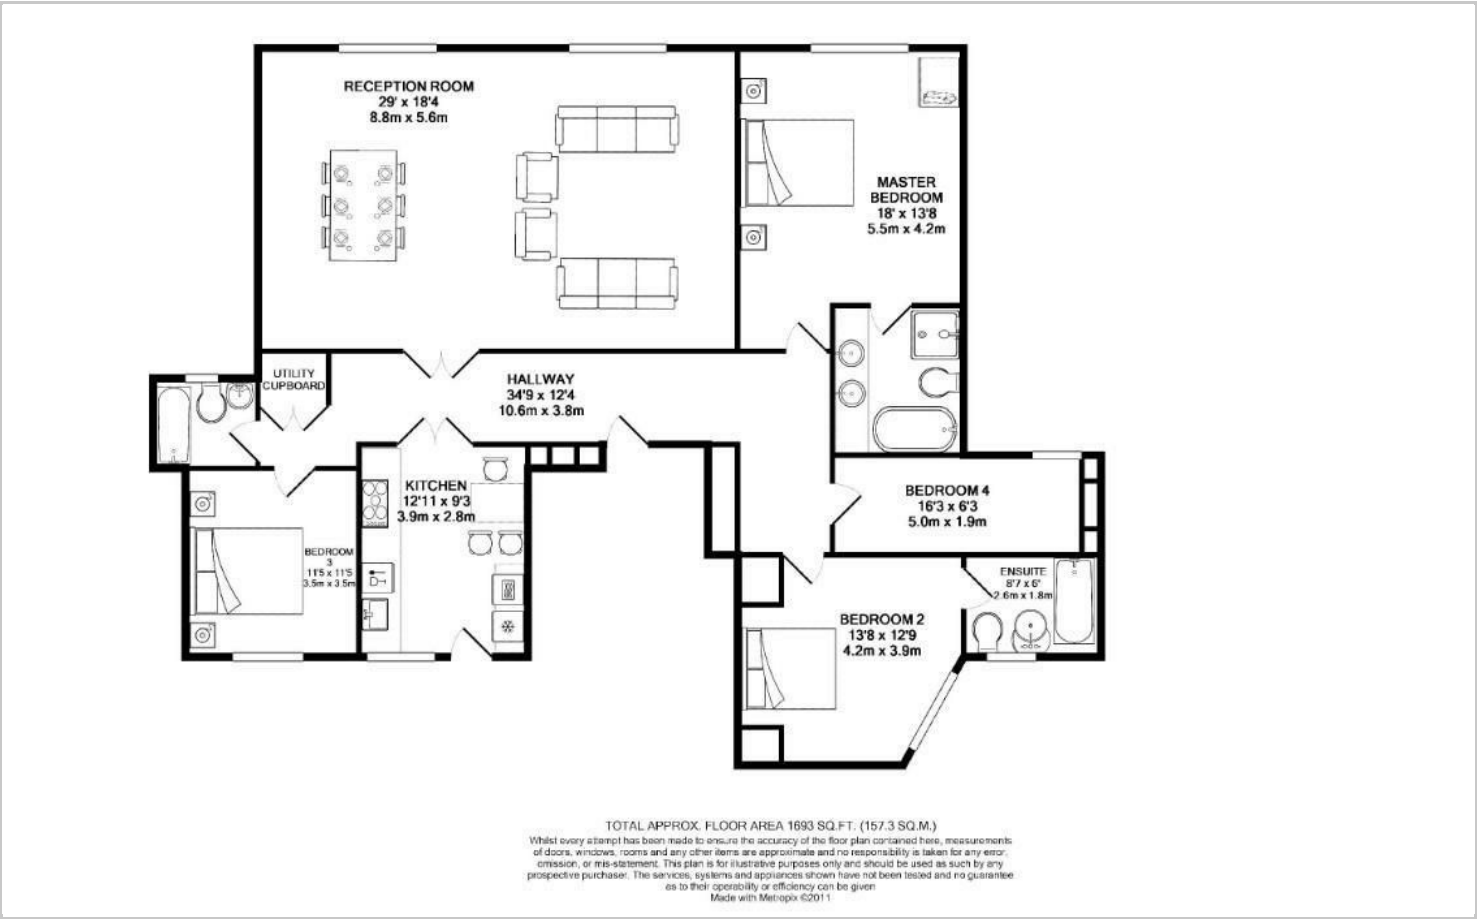 RECEPTION ROOM
29' x 18'4
8.8m x 5.6m
MASTER
BEDROOM
18' x 13'8
5.5m x 4.2m
UTILITY
CUPBOARD
HALLWAY
34'9 x 12'4
10.6m x 3.8m
KITCHEN
12'11 x 9'3
3.9m x 2.8m
BEDROOM 4
16'3 x 6'3
5.0m x 1.9m
BEDROOM
3
11'5 x 11'5
3.5m x 3.5m
ENSUITE
8'7 x 6'
2.6m x 1.8m
BEDROOM 2
13'8 x 12'9
4.2m x 3.9m
TOTAL APPROX. FLOOR AREA 1693 SQ.FT. (157.3 SQ.M.)
Whilst every attempt has been made to ensure the accuracy of the floor plan contained here, measurements
of doors, windows, rooms and any other items are approximate and no responsibility is taken for any error,
omission, or mis-statement. This plan is for illustrative purposes only and should be used as such by any
prospective purchaser. The services, systems and appliances shown have not been tested and no guarantee
as to their operability or efficiency can be given
Made with Metropix ©2011